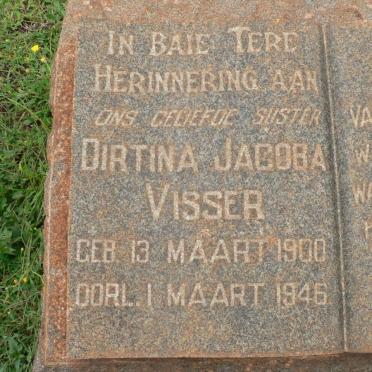 IN BAIE TERE
HERINNERING AAN
ONS GELIEFDE SUSTER
DIRTINA JACOBA
VISSER
GEB. 13 MAART 1900
OORL. 1 MAART 1946